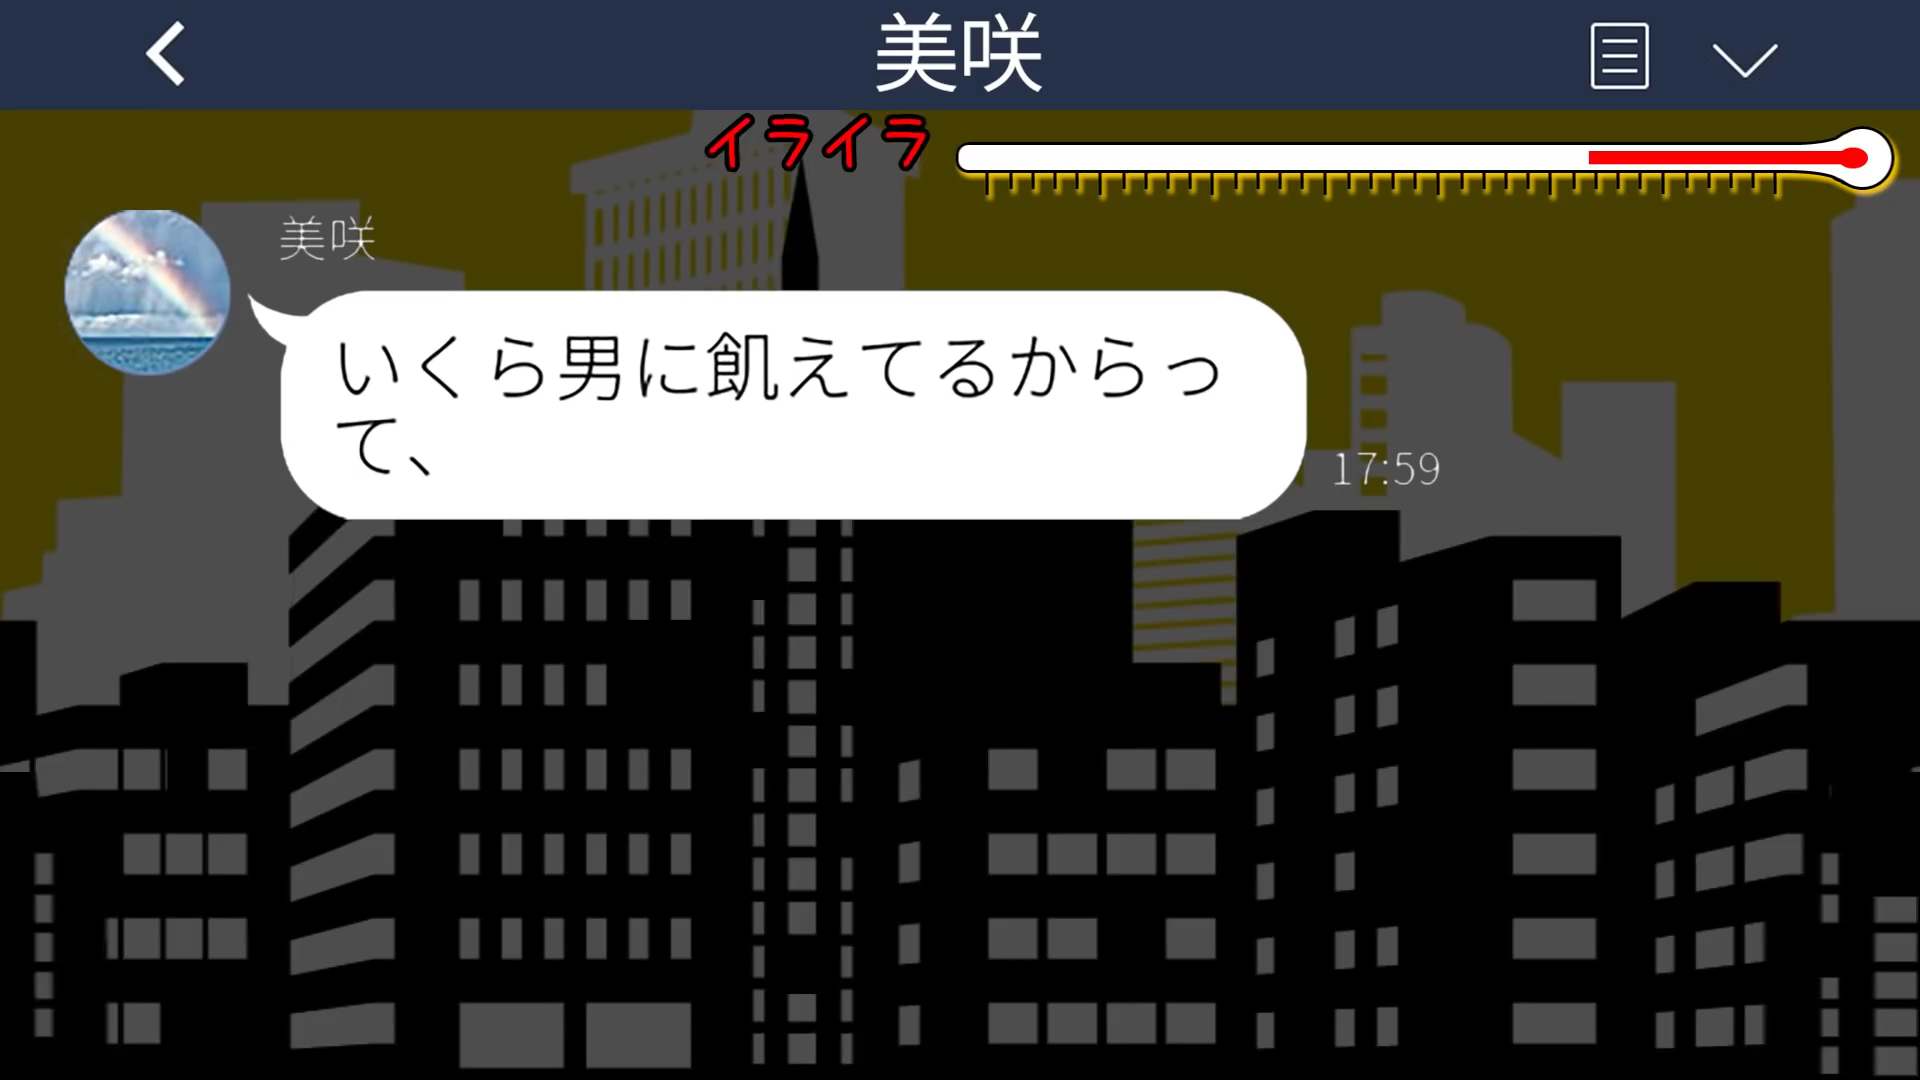 美咲
イライラ
美咲
いくら男に飢えてるからっ
て、
17:59